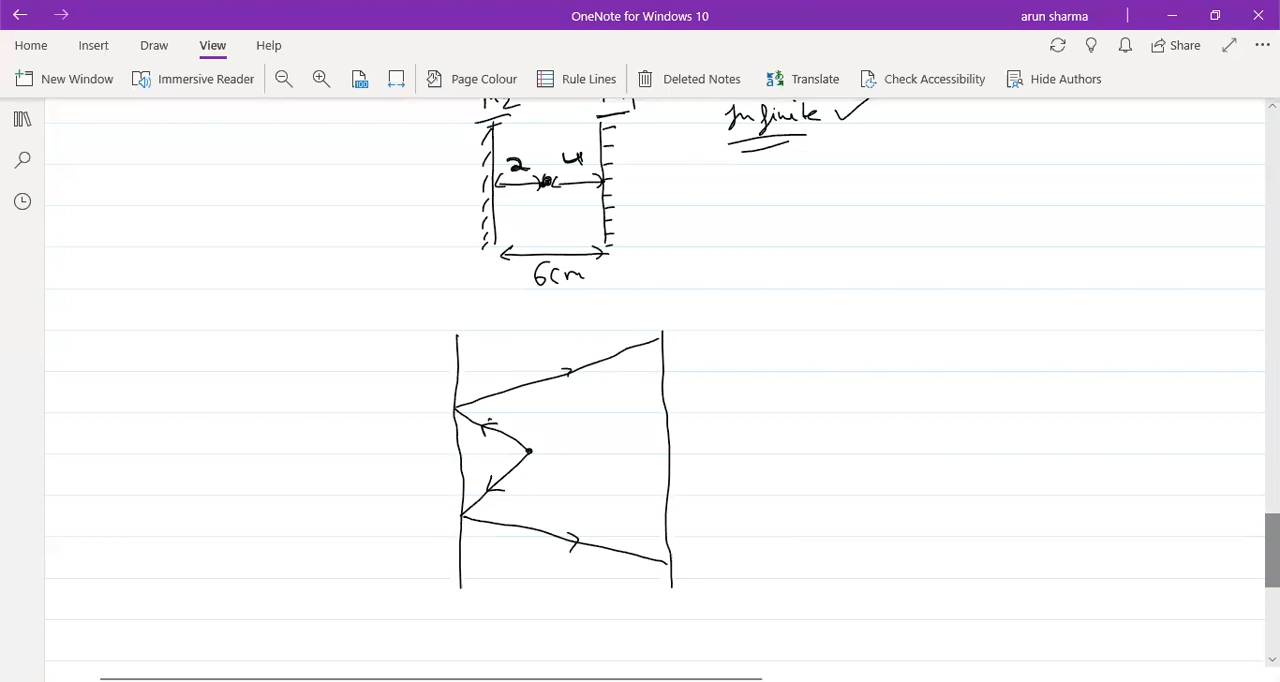 OneNote for Windows 10
arun sharma
Home Insert Draw View Help
Share
New Window Immersive Reader Page Colour Rule Lines Deleted Notes Translate Check Accessibility Hide Authors
Infinite
2 4
6cm